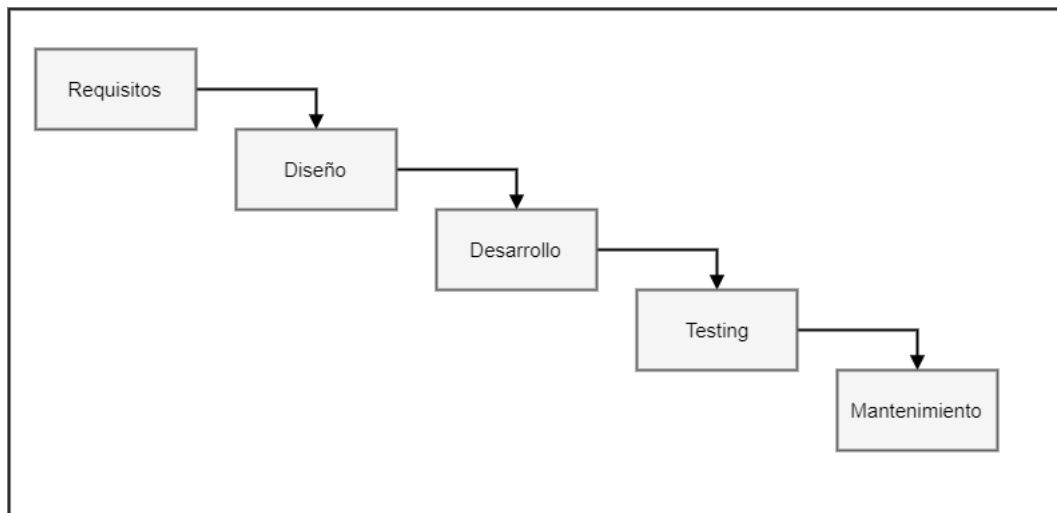 Requisitos
Diseño
Desarrollo
Testing
Mantenimiento